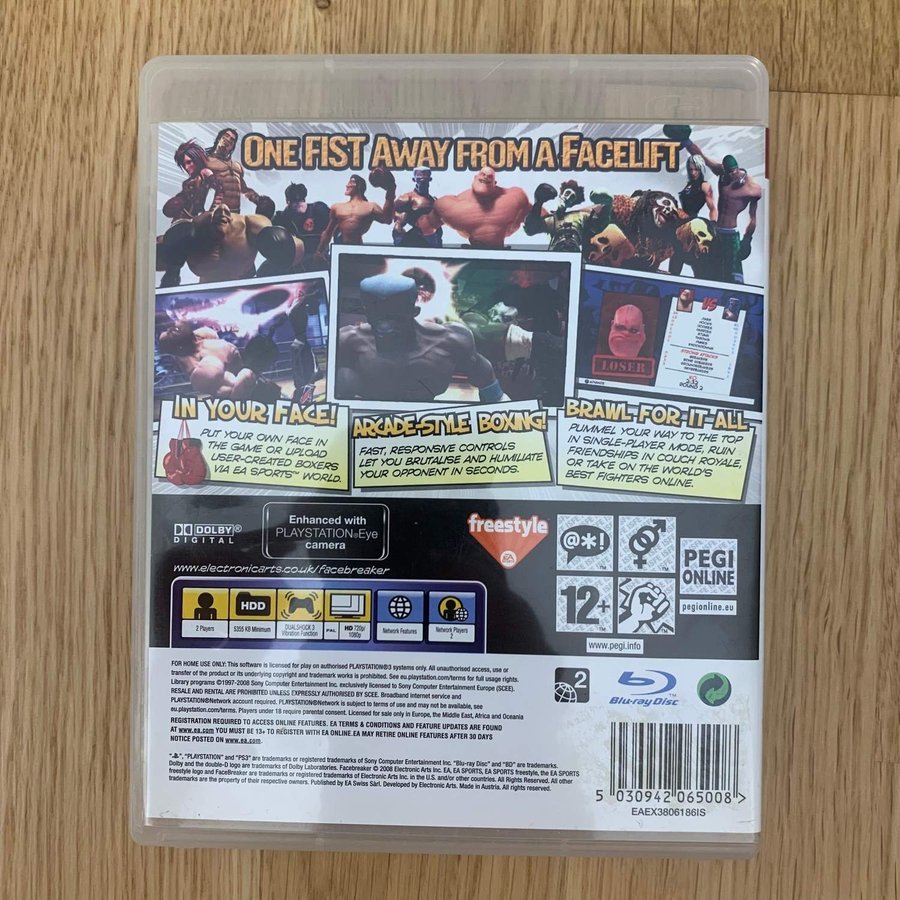 ONE FIST AWAY FROM A FACELIFT
VS
LOSER
STRONG ATTACKS
ROUND 2
IN YOUR FACE!
PUT YOUR OWN FACE IN
THE GAME OR UPLOAD
USER-CREATED BOXERS
VIA EA SPORTS™ WORLD.
ARCADE-STYLE BOXING!
FAST, RESPONSIVE CONTROLS
LET YOU BRUTALISE AND HUMILIATE
YOUR OPPONENT IN SECONDS.
BRAWL FOR IT ALL
PUMMEL YOUR WAY TO THE TOP
IN SINGLE-PLAYER MODE, RUIN
FRIENDSHIPS IN COUCH ROYALE,
OR TAKE ON THE WORLD'S
BEST FIGHTERS ONLINE.
DOLBY®
DIGITAL
Enhanced with
PLAYSTATION®Eye
camera
www.electronicarts.co.uk/facebreaker
freestyle
EA
@*!
12+
PEGI
ONLINE
pegionline.eu
www.pegi.info
2 Players
HDD
5355 KB Minimum
DUALSHOCK 3
Vibration Function
PAL
HD 720p/
1080p
Network Features
Network Players
2
FOR HOME USE ONLY: This software is licensed for play on authorised PLAYSTATION®3 systems only. All unauthorised access, use or
transfer of the product or its underlying copyright and trademark works is prohibited. See eu.playstation.com/terms for full usage rights.
Library programs ©1997-2008 Sony Computer Entertainment Inc. exclusively licensed to Sony Computer Entertainment Europe (SCEE).
RESALE AND RENTAL ARE PROHIBITED UNLESS EXPRESSLY AUTHORISED BY SCEE. Broadband internet service and
PLAYSTATION®Network account required. PLAYSTATION®Network is subject to terms of use and may not be available, see
eu.playstation.com/terms. Players under 18 require parental consent. Licensed for sale only in Europe, the Middle East, Africa and Oceania
REGISTRATION REQUIRED TO ACCESS ONLINE FEATURES. EA TERMS & CONDITIONS AND FEATURE UPDATES ARE FOUND
AT www.ea.com YOU MUST BE 13+ TO REGISTER WITH EA ONLINE.EA MAY RETIRE ONLINE FEATURES AFTER 30 DAYS
NOTICE POSTED ON www.ea.com.
"PLAYSTATION" and "PS3" are trademarks or registered trademarks of Sony Computer Entertainment Inc. "Blu-ray Disc" and "BD" are trademarks.
Dolby and the double-D logo are trademarks of Dolby Laboratories. Facebreaker © 2008 Electronic Arts Inc. EA, EA SPORTS, EA SPORTS freestyle, the EA SPORTS
freestyle logo and FaceBreaker are trademarks or registered trademarks of Electronic Arts Inc. in the U.S. and/or other countries. All Rights Reserved. All other
trademarks are the property of their respective owners. Published by EA Swiss Sàrl. Developed by Electronic Arts. Made in Austria. All rights reserved.
2
Blu-ray Disc™
5 030942 065008 >
EAEX3806186IS